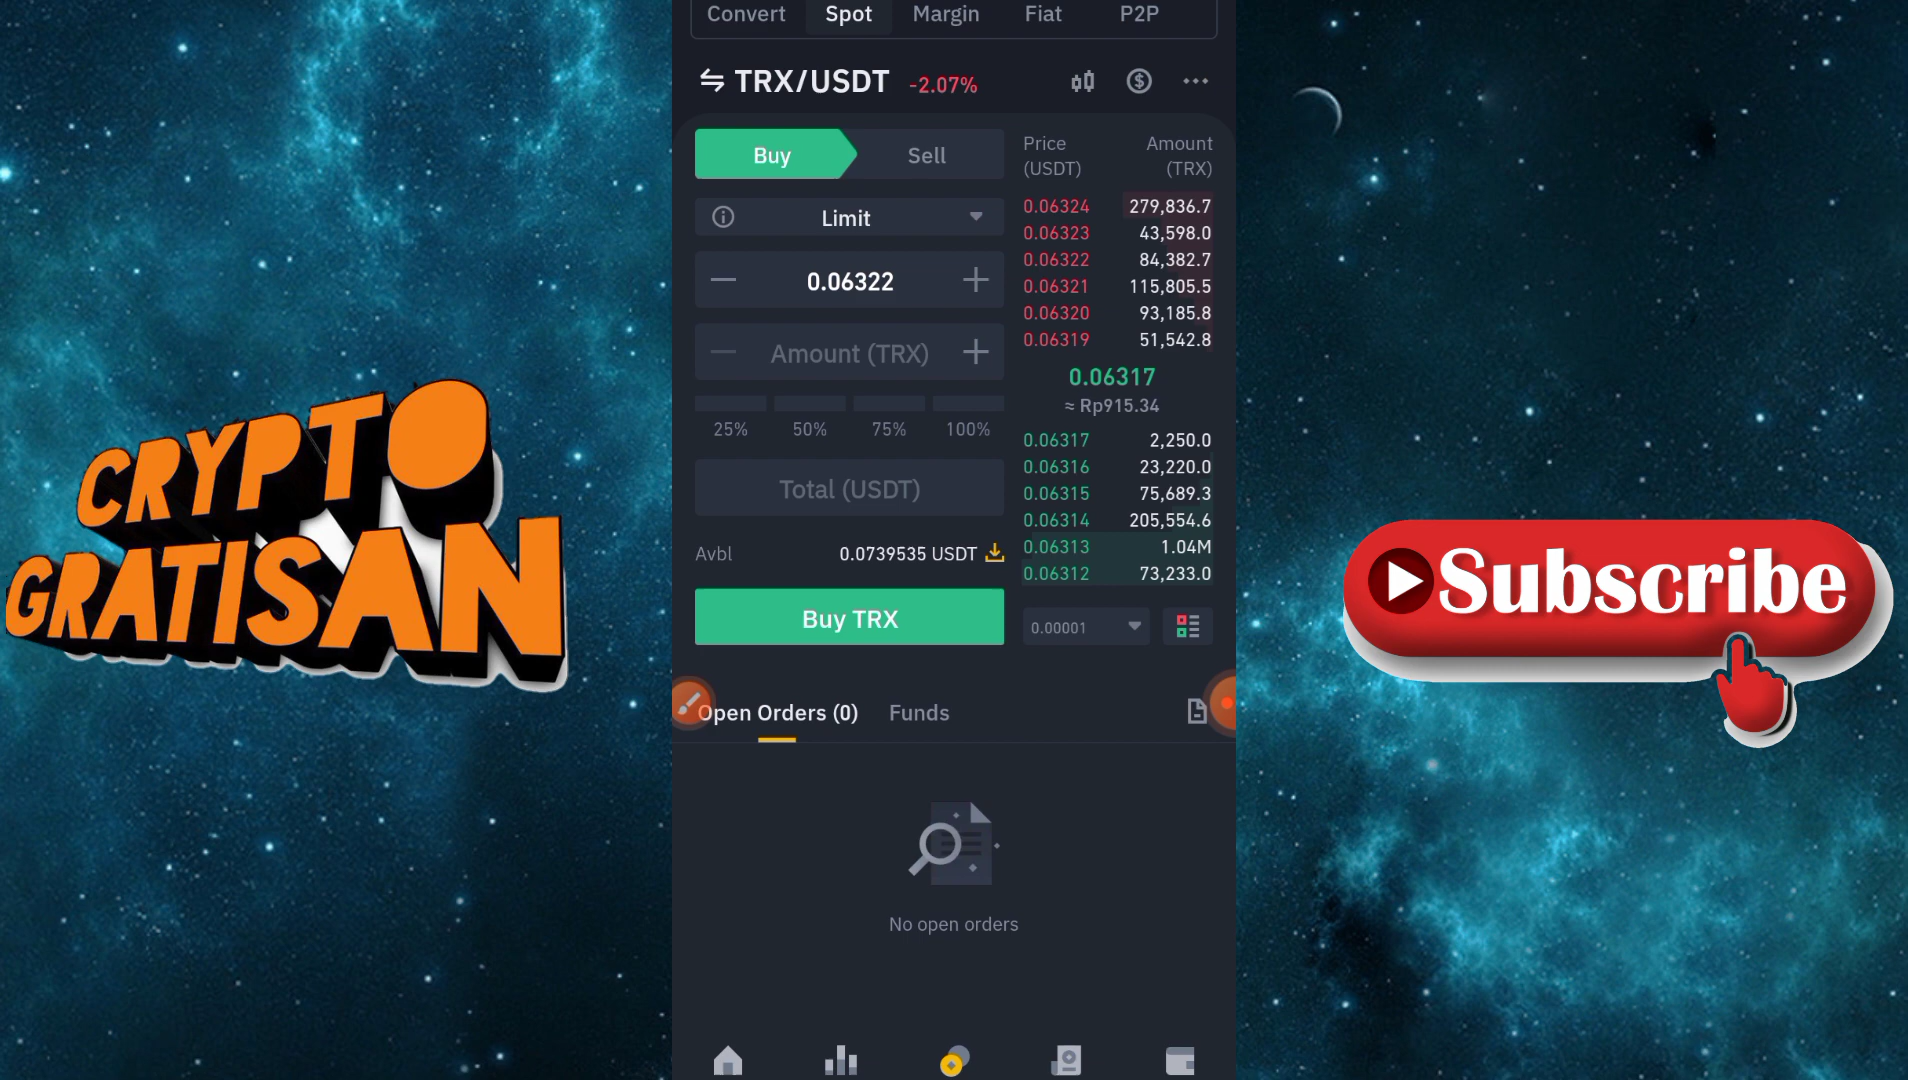 Convert Spot Margin Fiat P2P
TRX/USDT -2.07%
Buy Sell
Limit
0.06322
Amount (TRX)
25% 50% 75% 100%
Total (USDT)
Avbl 0.0739535 USDT
Buy TRX
Price (USDT) Amount (TRX)
0.06324 279,836.7
0.06323 43,598.0
0.06322 84,382.7
0.06321 115,805.5
0.06320 93,185.8
0.06319 51,542.8
0.06317
≈ Rp915.34
0.06317 2,250.0
0.06316 23,220.0
0.06315 75,689.3
0.06314 205,554.6
0.06313 1.04M
0.06312 73,233.0
0.00001
Open Orders (0) Funds
No open orders
CRYPTO
GRATISAN
Subscribe